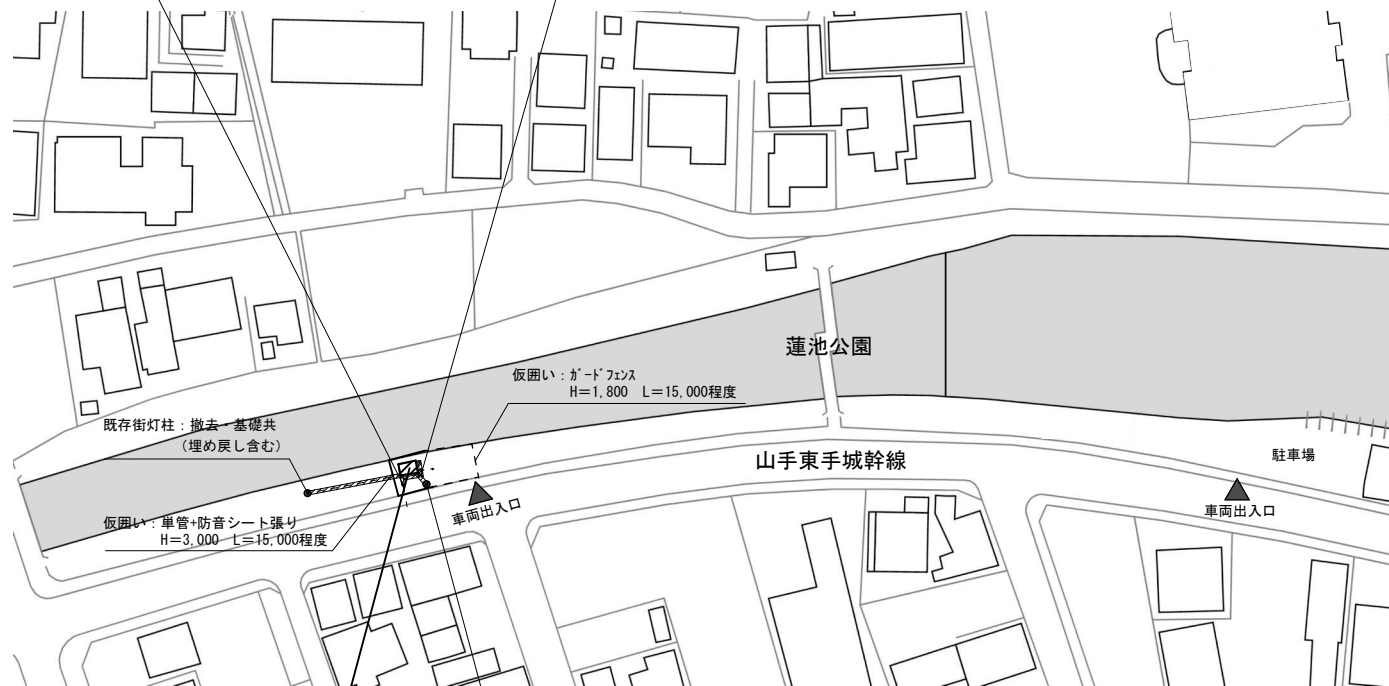 蓮池公園
仮囲い：ｶﾞｰﾄﾞﾌｪﾝｽ
H=1,800 L=15,000程度
既存街灯柱：撤去・基礎共
（埋め戻し含む）
山手東手城幹線
駐車場
車両出入口
車両出入口
仮囲い：単管+防音シート張り
H=3,000 L=15,000程度